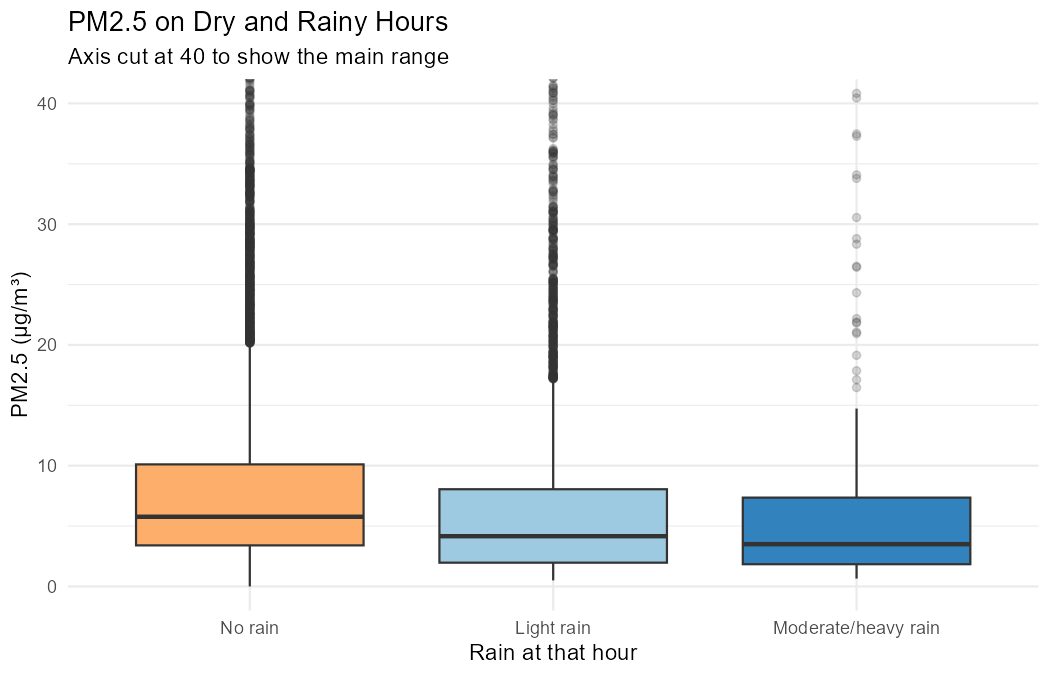 PM2.5 on Dry and Rainy Hours
Axis cut at 40 to show the main range
PM2.5 (µg/m³)
40
30
20
10
0
No rain
Light rain
Moderate/heavy rain
Rain at that hour